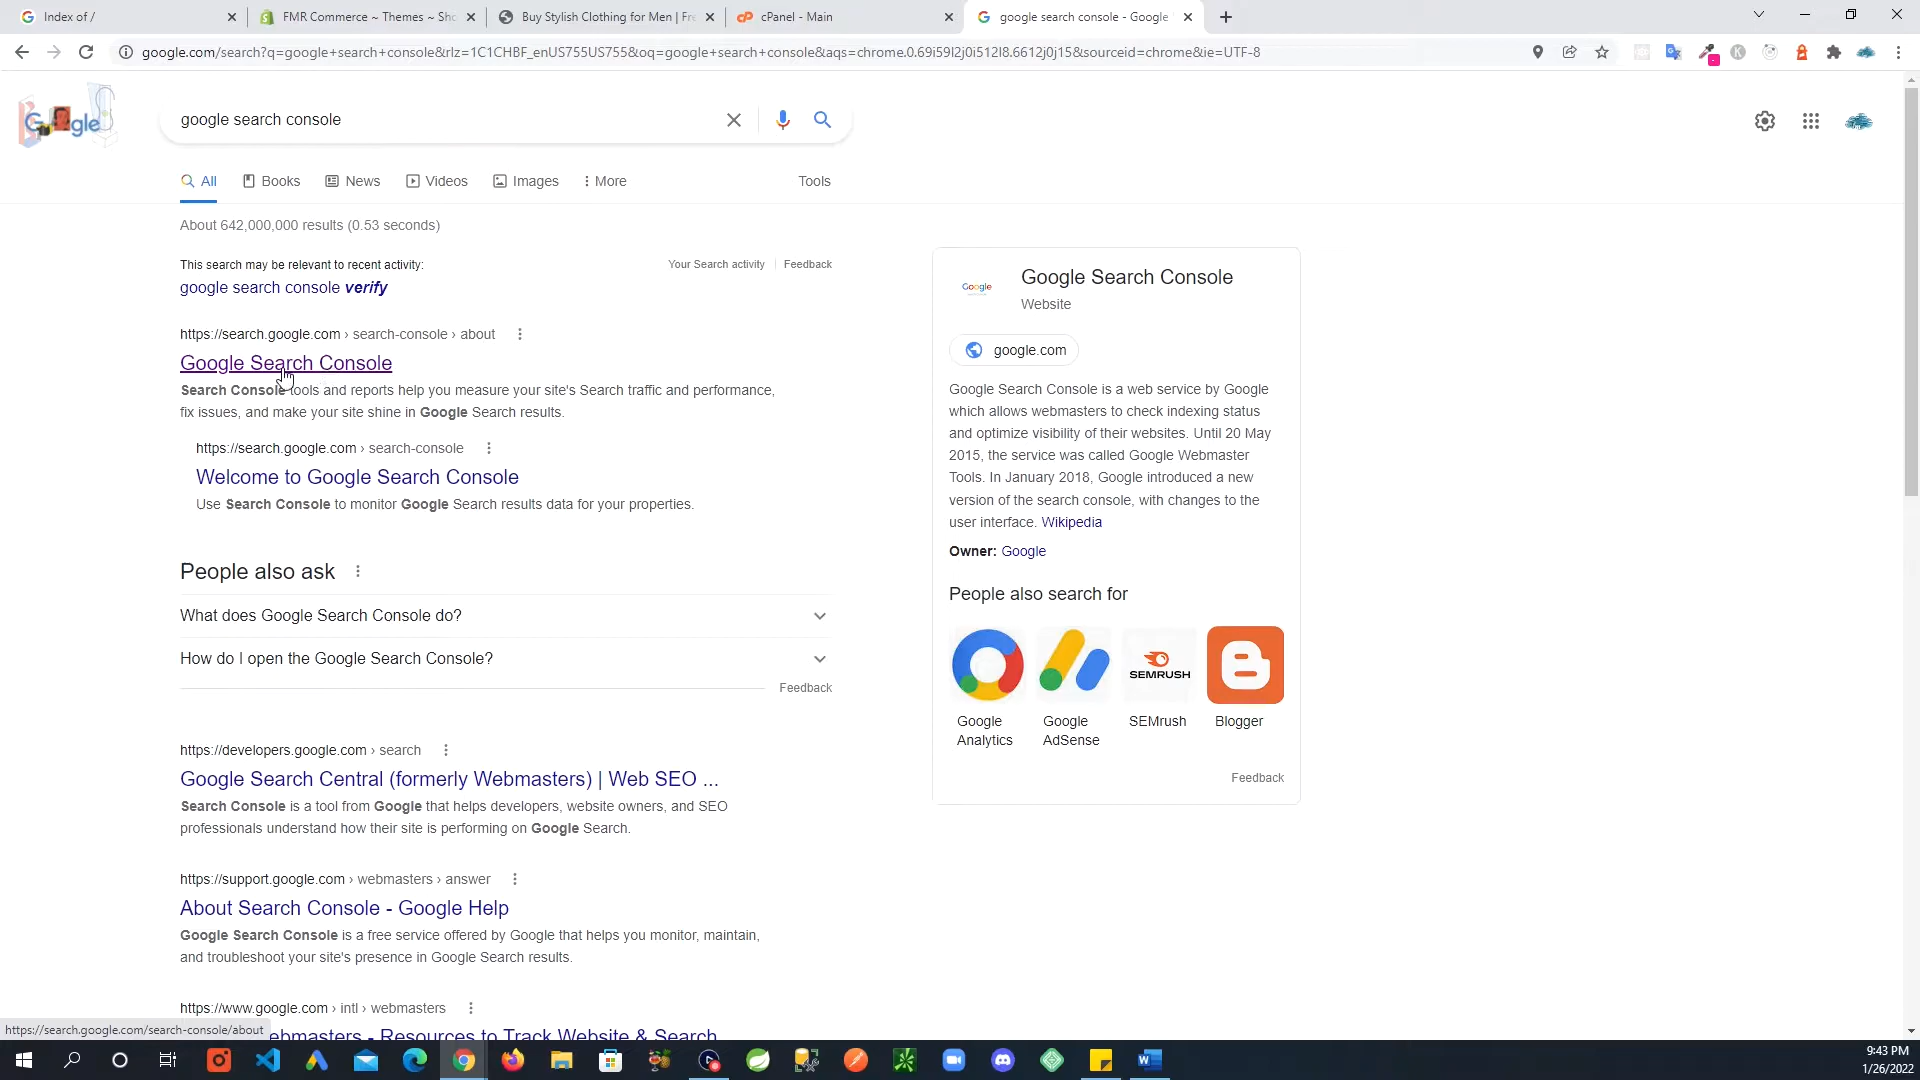 Index of /
FMR Commerce ~ Themes ~ Sho
Buy Stylish Clothing for Men | Fre
cPanel - Main
google search console - Google
google.com/search?q=google+search+console&rlz=1C1CHBF_enUS755US755&oq=google+search+console&aqs=chrome.0.69i59l2j0i512l8.6612j0j15&sourceid=chrome&ie=UTF-8
google search console
All
Books
News
Videos
Images
More
Tools
About 642,000,000 results (0.53 seconds)
This search may be relevant to recent activity:
Your Search activity
Feedback
google search console verify
https://search.google.com › search-console › about
Google Search Console
Search Console tools and reports help you measure your site's Search traffic and performance,
fix issues, and make your site shine in Google Search results.
https://search.google.com › search-console
Welcome to Google Search Console
Use Search Console to monitor Google Search results data for your properties.
People also ask
What does Google Search Console do?
How do I open the Google Search Console?
Feedback
https://developers.google.com › search
Google Search Central (formerly Webmasters) | Web SEO ...
Search Console is a tool from Google that helps developers, website owners, and SEO
professionals understand how their site is performing on Google Search.
https://support.google.com › webmasters › answer
About Search Console - Google Help
Google Search Console is a free service offered by Google that helps you monitor, maintain,
and troubleshoot your site's presence in Google Search results.
https://www.google.com › intl › webmasters
ebmasters - Resources to Track Website & Search
https://search.google.com/search-console/about
Google
Google Search Console
Website
google.com
Google Search Console is a web service by Google
which allows webmasters to check indexing status
and optimize visibility of their websites. Until 20 May
2015, the service was called Google Webmaster
Tools. In January 2018, Google introduced a new
version of the search console, with changes to the
user interface. Wikipedia
Owner: Google
People also search for
SEMRUSH
Google Analytics
Google AdSense
SEMrush
Blogger
Feedback
9:43 PM
1/26/2022